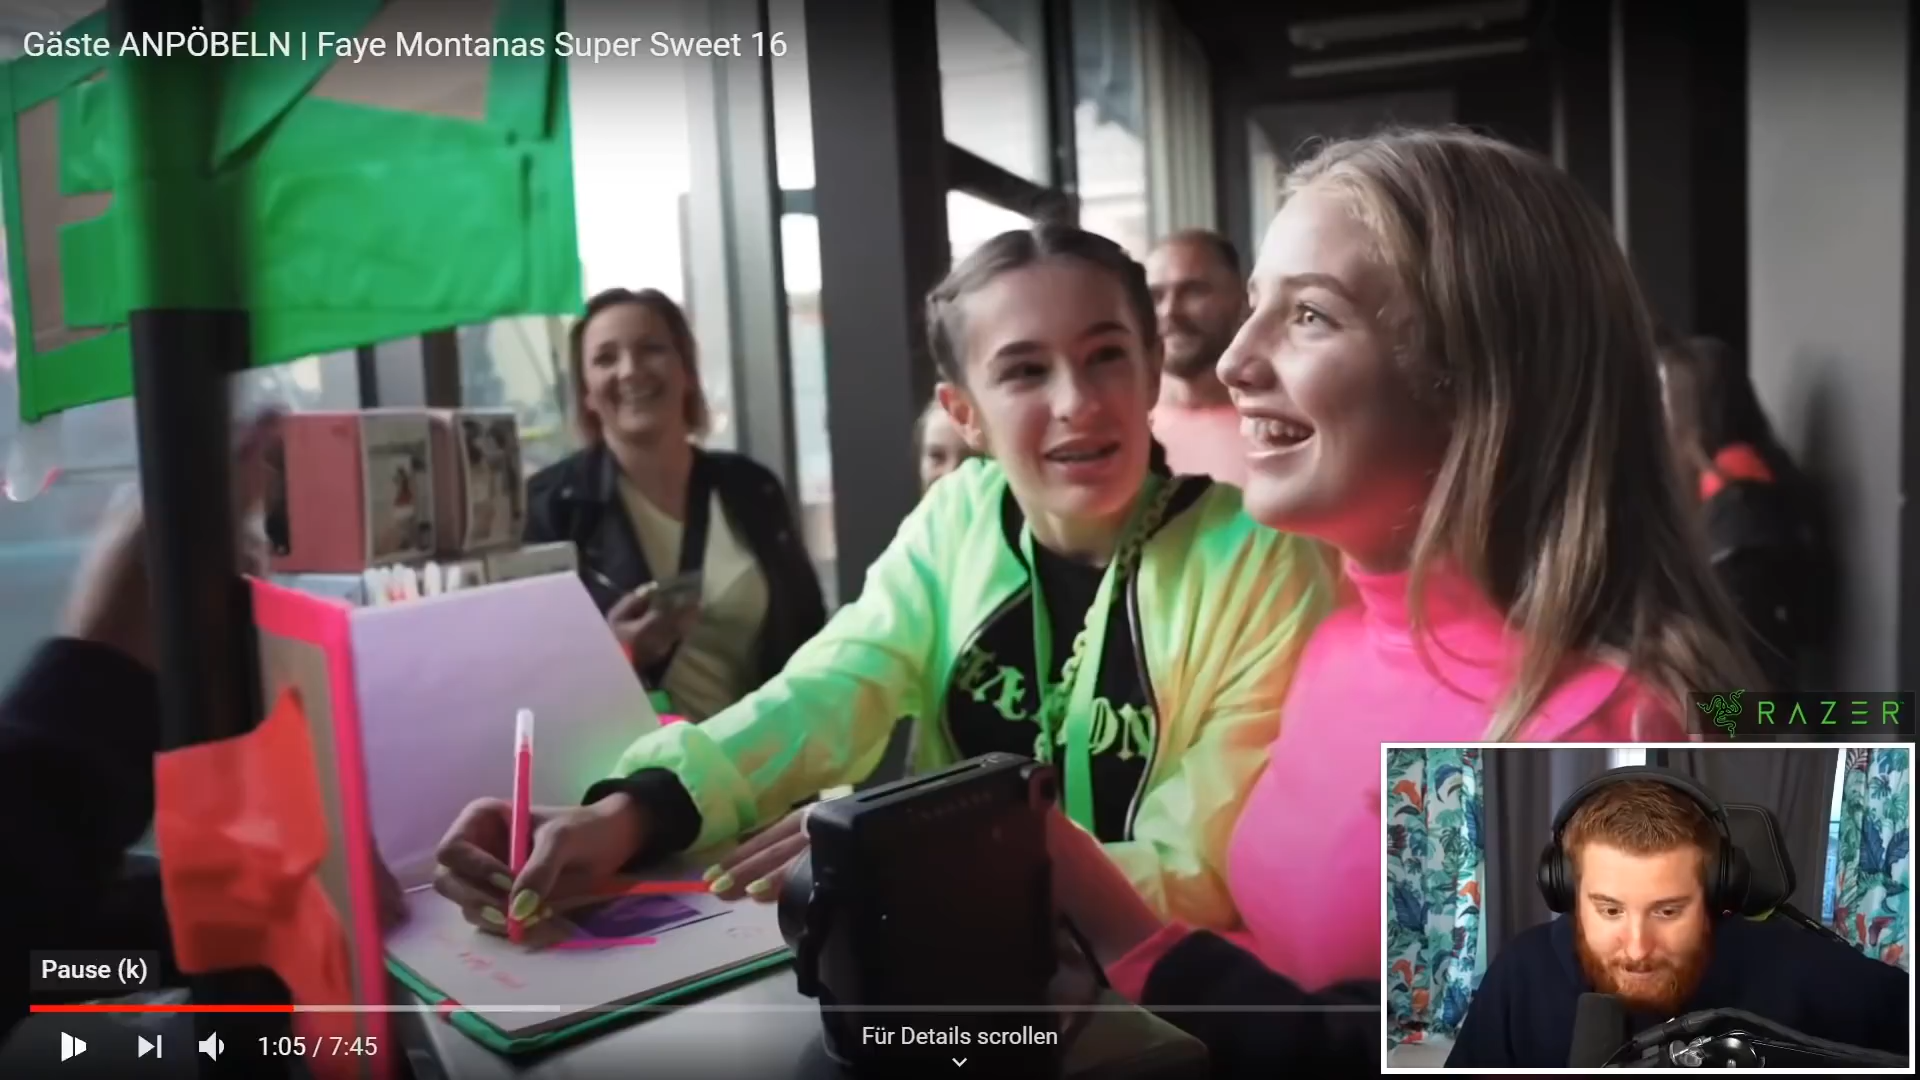 Gäste ANPÖBELN | Faye Montanas Super Sweet 16
RAZER
Pause (k)
1:05 / 7:45
Für Details scrollen